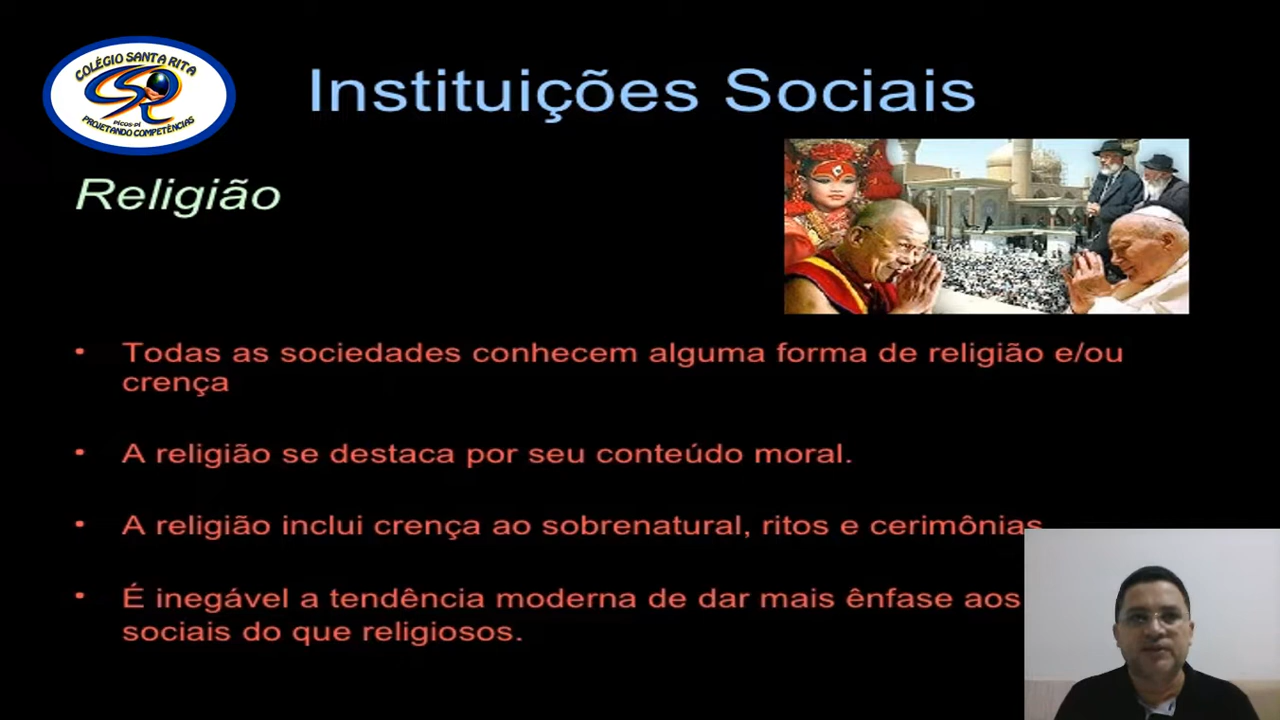 COLÉGIO SANTA RITA
PICOS-PI
PROJETANDO COMPETÊNCIAS
Instituições Sociais
Religião
• Todas as sociedades conhecem alguma forma de religião e/ou
crença
• A religião se destaca por seu conteúdo moral.
• A religião inclui crença ao sobrenatural, ritos e cerimônias
• É inegável a tendência moderna de dar mais ênfase aos
sociais do que religiosos.